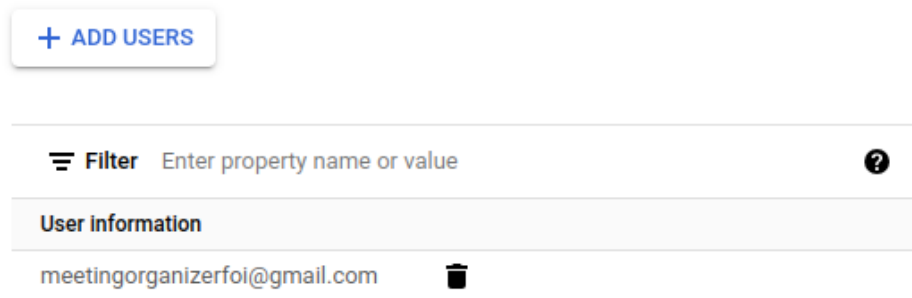 + ADD USERS
Filter Enter property name or value
User information
meetingorganizerfoi@gmail.com